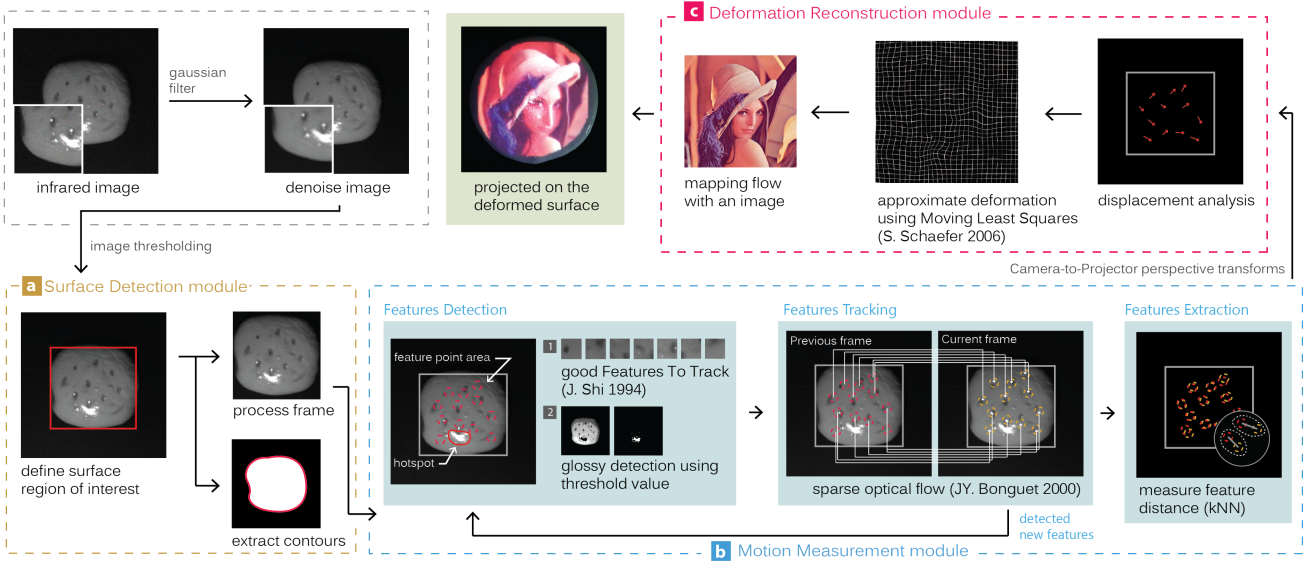 gaussian
filter
infrared image
denoise image
image thresholding
projected on the
deformed surface
c Deformation Reconstruction module
mapping flow
with an image
approximate deformation
using Moving Least Squares
(S. Schaefer 2006)
displacement analysis
Camera-to-Projector perspective transforms
a Surface Detection module
define surface
region of interest
process frame
extract contours
Features Detection
feature point area
hotspot
1
good Features To Track
(J. Shi 1994)
2
glossy detection using
threshold value
Features Tracking
Previous frame
Current frame
sparse optical flow (JY. Bonguet 2000)
detected
new features
Features Extraction
measure feature
distance (kNN)
b Motion Measurement module